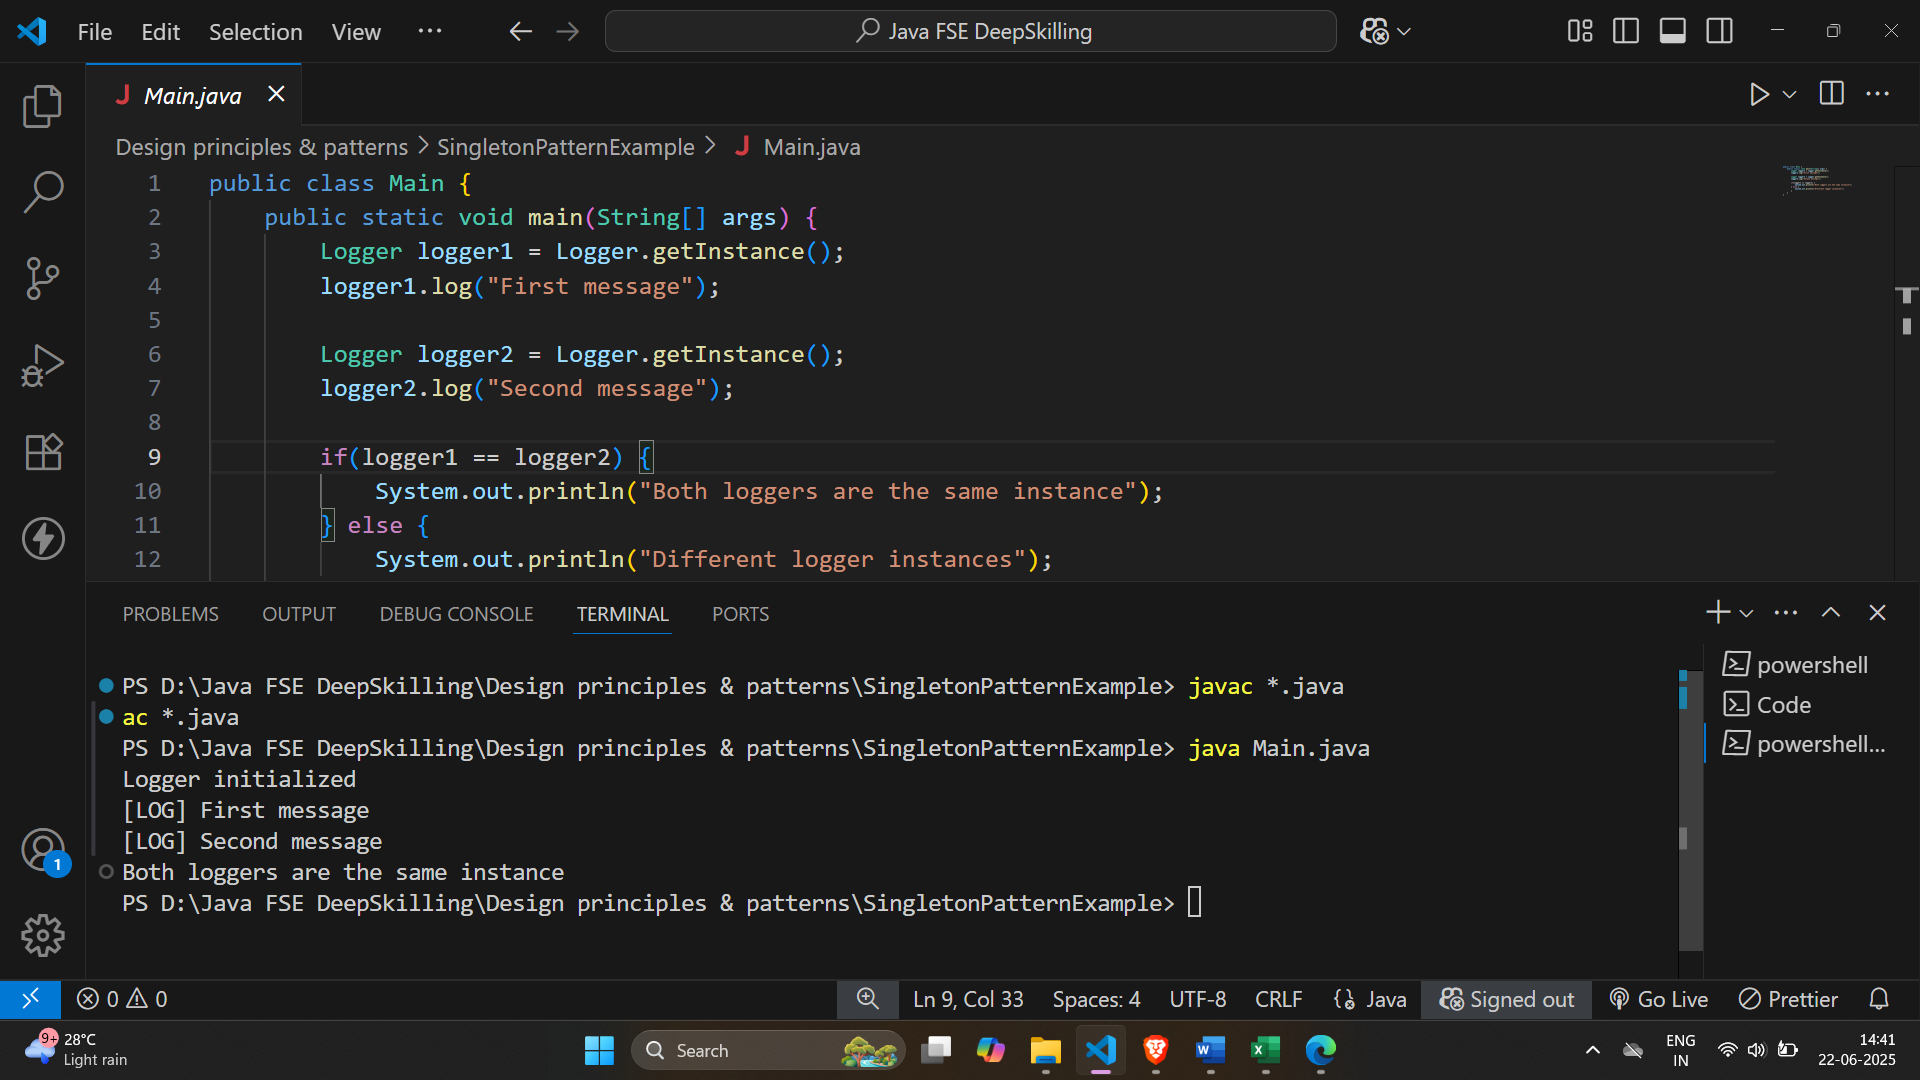 File Edit Selection View ··· Java FSE DeepSkilling
Main.java
Design principles & patterns > SingletonPatternExample > Main.java
1 public class Main {
2     public static void main(String[] args) {
3         Logger logger1 = Logger.getInstance();
4         logger1.log("First message");
5
6         Logger logger2 = Logger.getInstance();
7         logger2.log("Second message");
8
9         if(logger1 == logger2) {
10             System.out.println("Both loggers are the same instance");
11         } else {
12             System.out.println("Different logger instances");
PROBLEMS OUTPUT DEBUG CONSOLE TERMINAL PORTS
PS D:\Java FSE DeepSkilling\Design principles & patterns\SingletonPatternExample> javac *.java
ac *.java
PS D:\Java FSE DeepSkilling\Design principles & patterns\SingletonPatternExample> java Main.java
Logger initialized
[LOG] First message
[LOG] Second message
Both loggers are the same instance
PS D:\Java FSE DeepSkilling\Design principles & patterns\SingletonPatternExample>
powershell
Code
powershell...
1
0 0 Ln 9, Col 33 Spaces: 4 UTF-8 CRLF Java Signed out Go Live Prettier
9+ 28°C
Light rain
Search
ENG
IN
14:41
22-06-2025